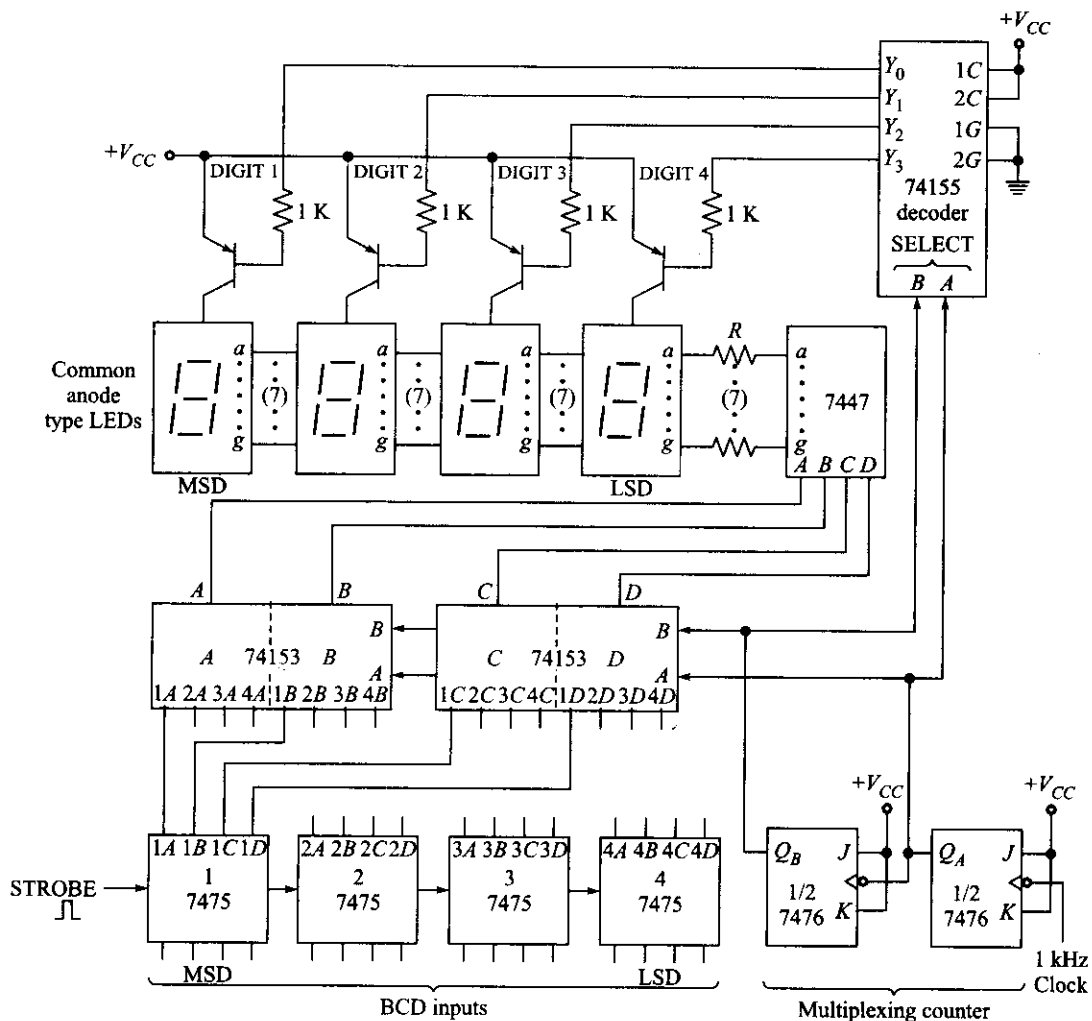 +VCC
Y0 1C
Y1 2C
Y2 1G
Y3 2G
74155
decoder
SELECT
B A
+VCC
DIGIT 1 DIGIT 2 DIGIT 3 DIGIT 4
1 K 1 K 1 K 1 K
Common
anode
type LEDs
a a a a R a
(7) (7) (7) (7) 7447
g g g g g
A B C D
MSD LSD
A B C D
B B
A 74153 B C 74153 D
A A
1A 2A 3A 4A 1B 2B 3B 4B 1C 2C 3C 4C 1D 2D 3D 4D
+VCC +VCC
1A 1B 1C 1D 2A 2B 2C 2D 3A 3B 3C 3D 4A 4B 4C 4D
STROBE
1 2 3 4
7475 7475 7475 7475
QB J QA J
1/2 1/2
7476 K 7476 K
MSD LSD
1 kHz
Clock
BCD inputs Multiplexing counter